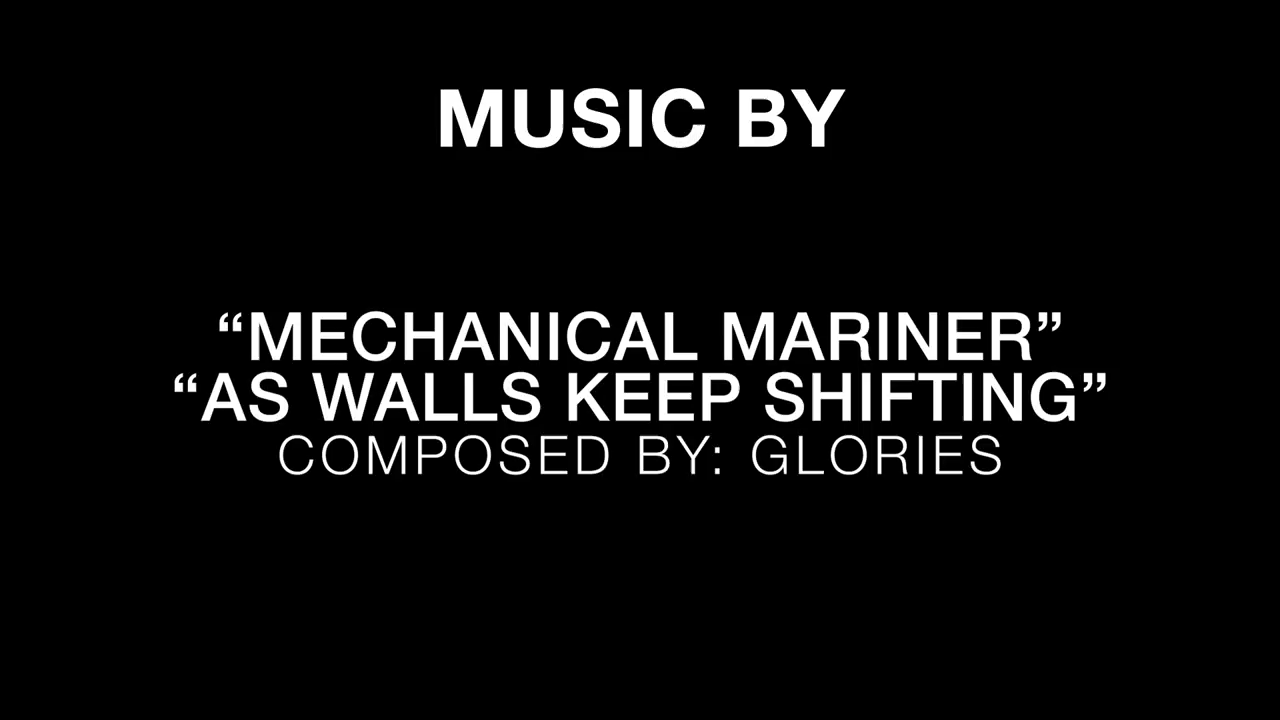 MUSIC BY
“MECHANICAL MARINER”
“AS WALLS KEEP SHIFTING”
COMPOSED BY: GLORIES